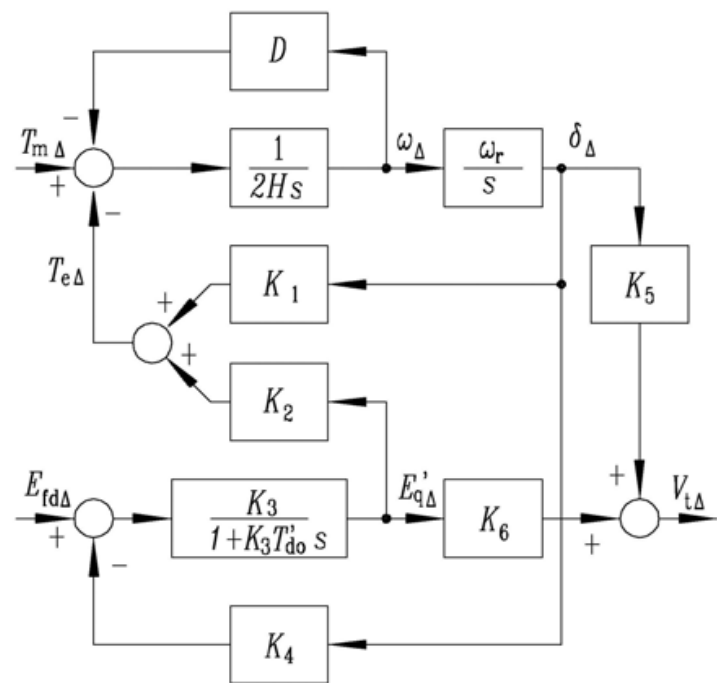 D
−
T_mΔ
+
1
2Hs
ω_Δ
ω_r
s
δ_Δ
−
T_eΔ
+
K_1
K_5
+
K_2
E_fdΔ
+
K_3
1+K_3T'_do s
E'_qΔ
K_6
+
+
V_tΔ
−
K_4